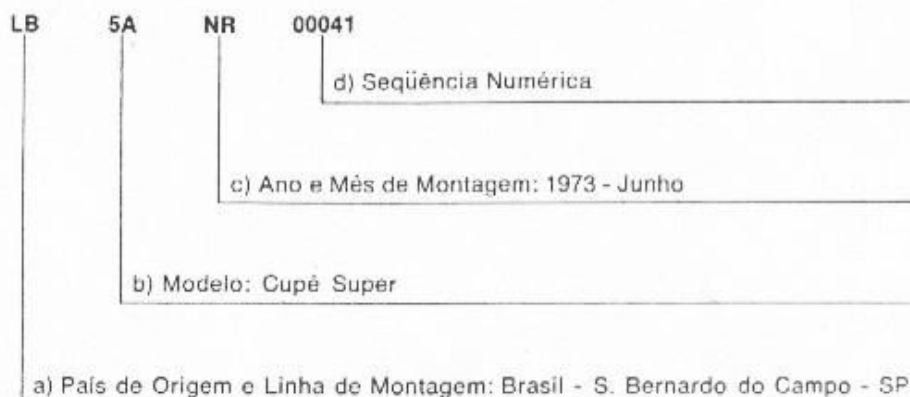 LB 5A NR 00041
d) Seqüência Numérica
c) Ano e Mês de Montagem: 1973 - Junho
b) Modelo: Cupê Super
a) País de Origem e Linha de Montagem: Brasil - S. Bernardo do Campo - SP